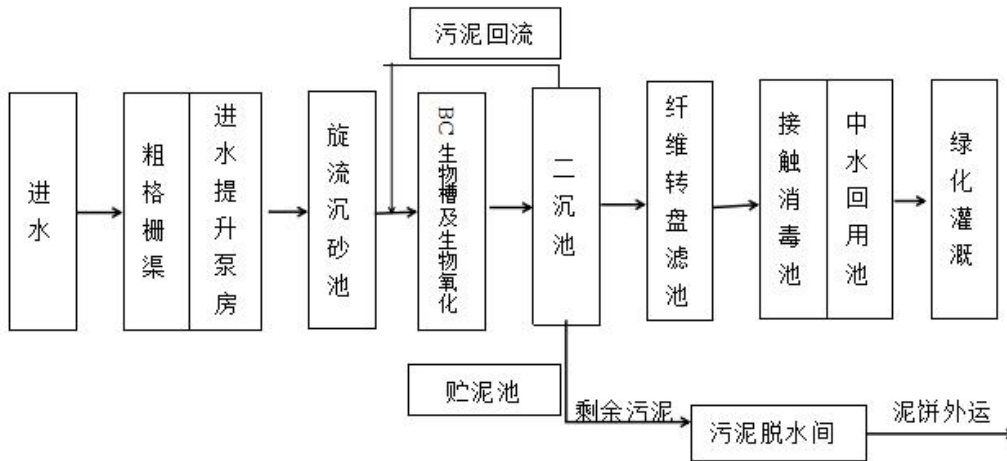 污泥回流
进水
粗格栅渠
进水提升泵房
旋流沉砂池
BC生物槽及生物氧化
二沉池
纤维转盘滤池
接触消毒池
中水回用池
绿化灌溉
贮泥池
剩余污泥
污泥脱水间
泥饼外运